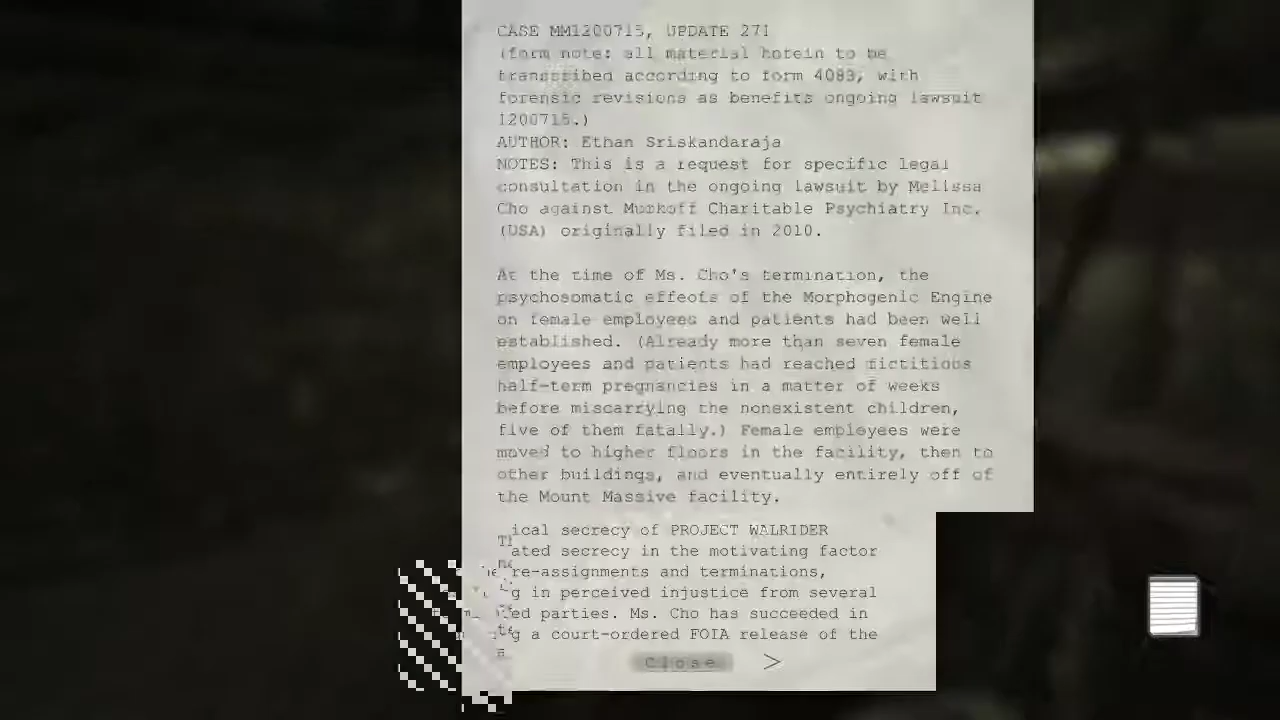 CASE MM1200715, UPDATE 271
(form note: all material herein to be
transcribed according to form 4083, with
forensic revisions as benefits ongoing lawsuit
1200715.)
AUTHOR: Ethan Sriskandaraja
NOTES: This is a request for specific legal
consultation in the ongoing lawsuit by Melissa
Cho against Murkoff Charitable Psychiatry Inc.
(USA) originally filed in 2010.
At the time of Ms. Cho's termination, the
psychosomatic effects of the Morphogenic Engine
on female employees and patients had been well
established. (Already more than seven female
employees and patients had reached fictitious
half-term pregnancies in a matter of weeks
before miscarrying the nonexistent children,
five of them fatally.) Female employees were
moved to higher floors in the facility, then to
other buildings, and eventually entirely off of
the Mount Massive facility.
ical secrecy of PROJECT WALRIDER
ated secrecy in the motivating factor
re-assignments and terminations,
g in perceived injustice from several
ed parties. Ms. Cho has succeeded in
g a court-ordered FOIA release of the
Close >